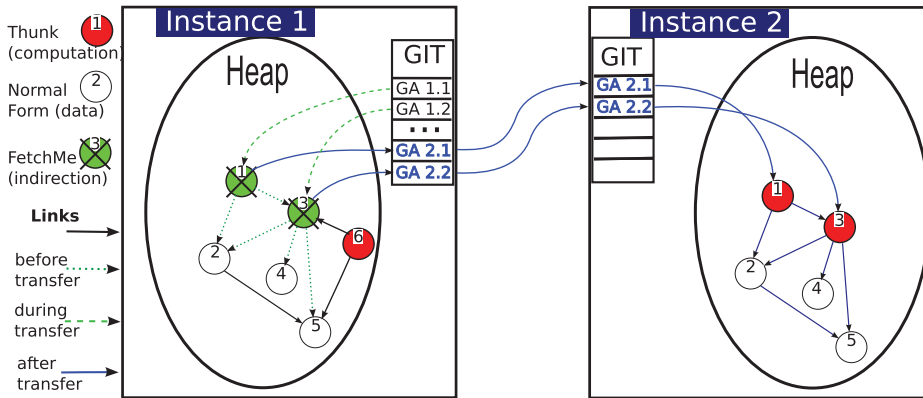 Instance 1
Instance 2
Thunk
(computation)
1
Normal
Form (data)
2
FetchMe
(indirection)
3
Links
before
transfer
during
transfer
after
transfer
Heap
GIT
GA 1.1
GA 1.2
...
GA 2.1
GA 2.2
1
3
6
2
4
5
GIT
GA 2.1
GA 2.2
Heap
1
3
2
4
5